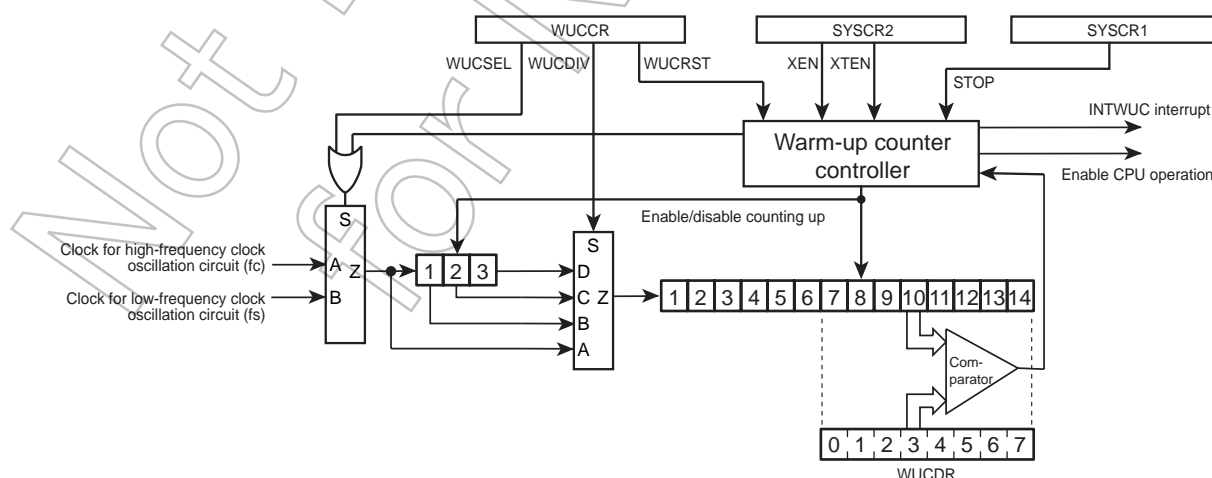 WUCCR
SYSCR2
SYSCR1
WUCSEL
WUCDIV
WUCRST
XEN
XTEN
STOP
INTWUC interrupt
Warm-up counter
controller
Enable CPU operation
S
Enable/disable counting up
Clock for high-frequency clock
oscillation circuit (fc)
A
Z
B
Clock for low-frequency clock
oscillation circuit (fs)
1 2 3
S
D
C
Z
B
A
1 2 3 4 5 6 7 8 9 10 11 12 13 14
Com-
parator
0 1 2 3 4 5 6 7
WUCDR
Not
for